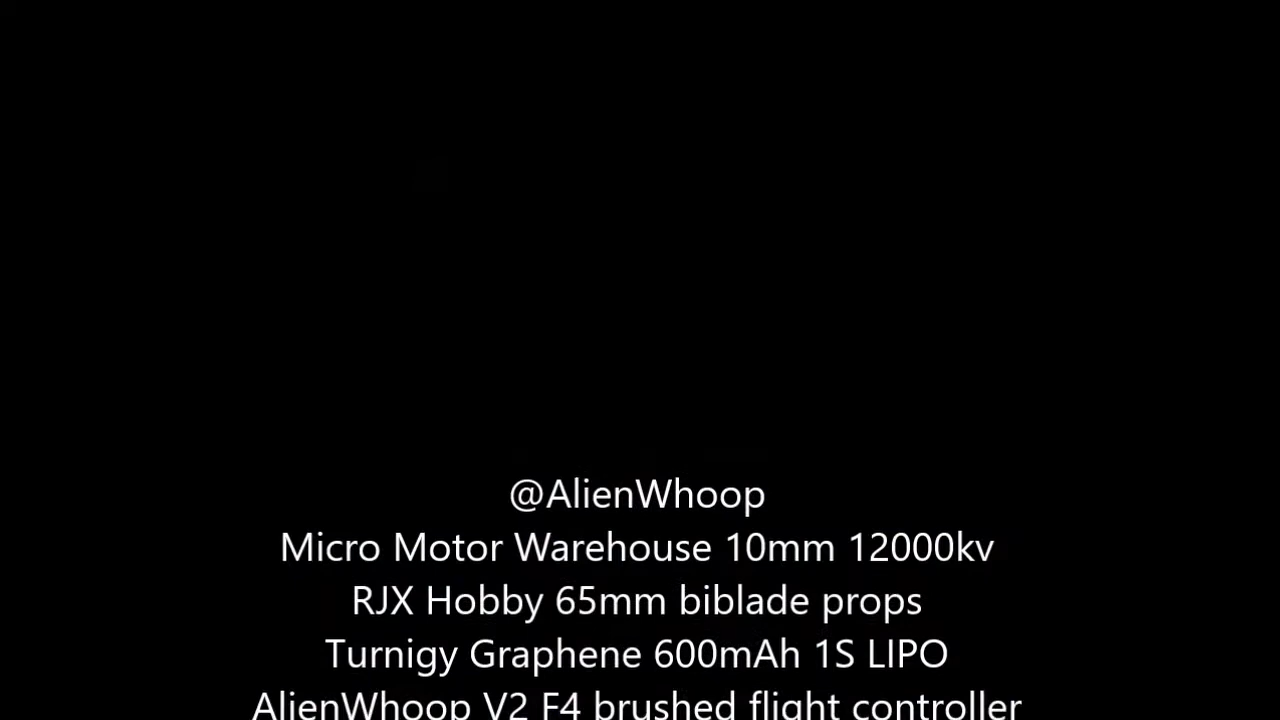 @AlienWhoop
Micro Motor Warehouse 10mm 12000kv
RJX Hobby 65mm biblade props
Turnigy Graphene 600mAh 1S LIPO
AlienWhoop V2 F4 brushed flight controller